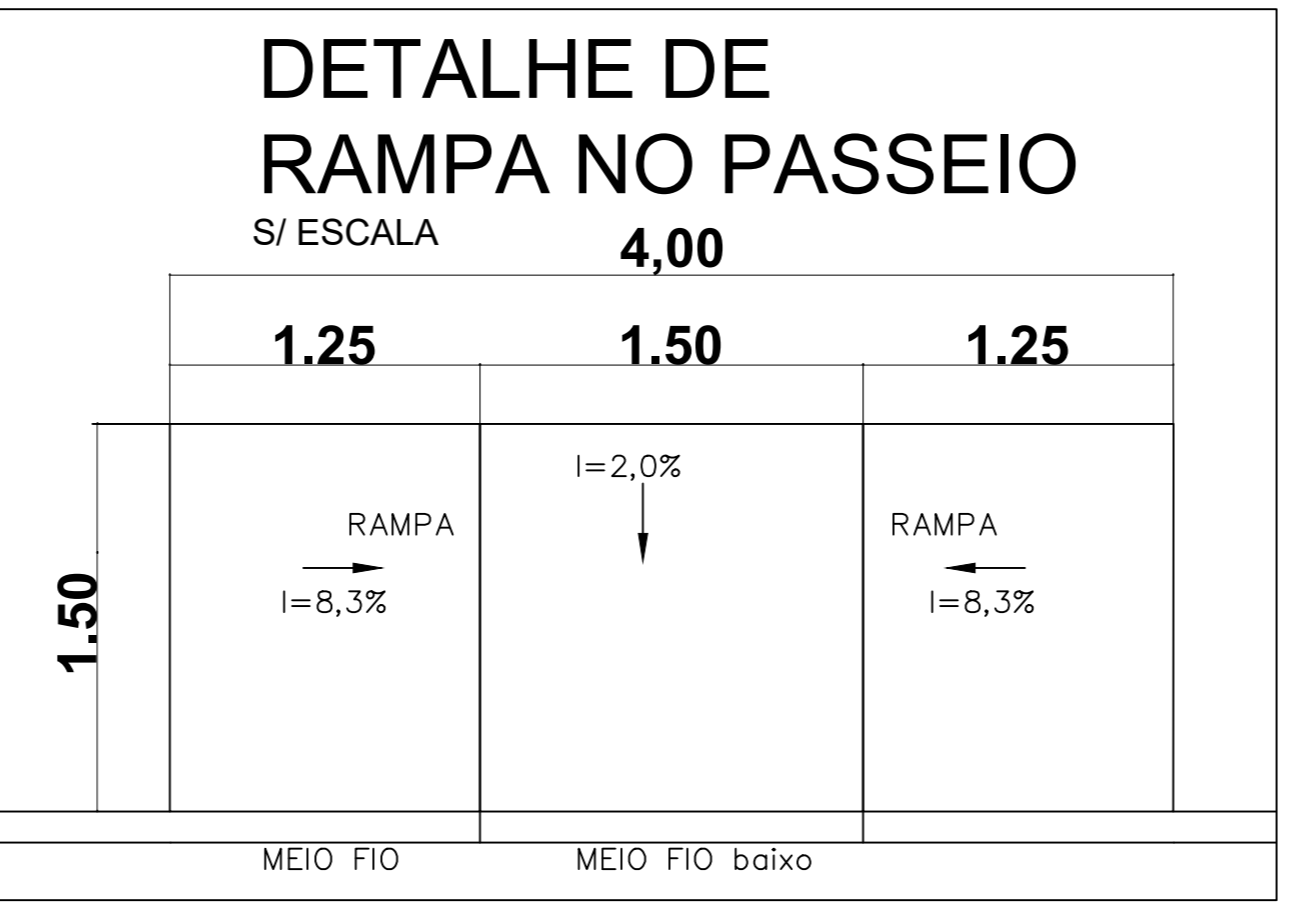 DETALHE DE
RAMPA NO PASSEIO
S/ ESCALA
4,00
1.25 1.50 1.25
I=2,0%
RAMPA RAMPA
I=8,3% I=8,3%
1.50
MEIO FIO MEIO FIO baixo